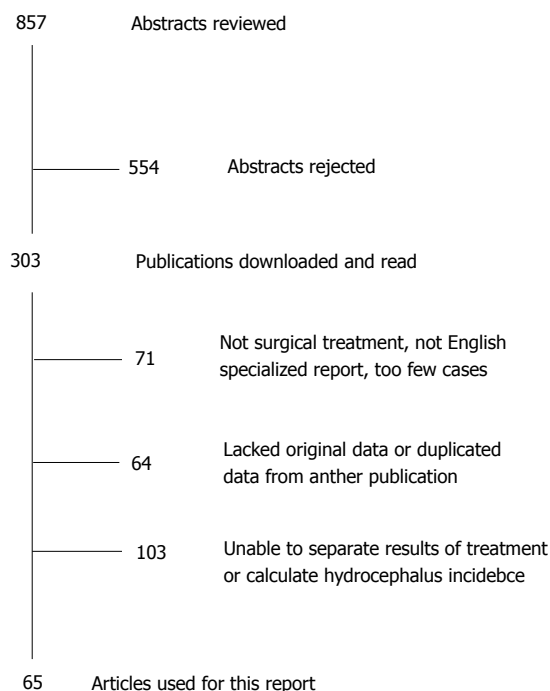 857 Abstracts reviewed
554 Abstracts rejected
303 Publications downloaded and read
71 Not surgical treatment, not English
specialized report, too few cases
64 Lacked original data or duplicated
data from anther publication
103 Unable to separate results of treatment
or calculate hydrocephalus incidebce
65 Articles used for this report